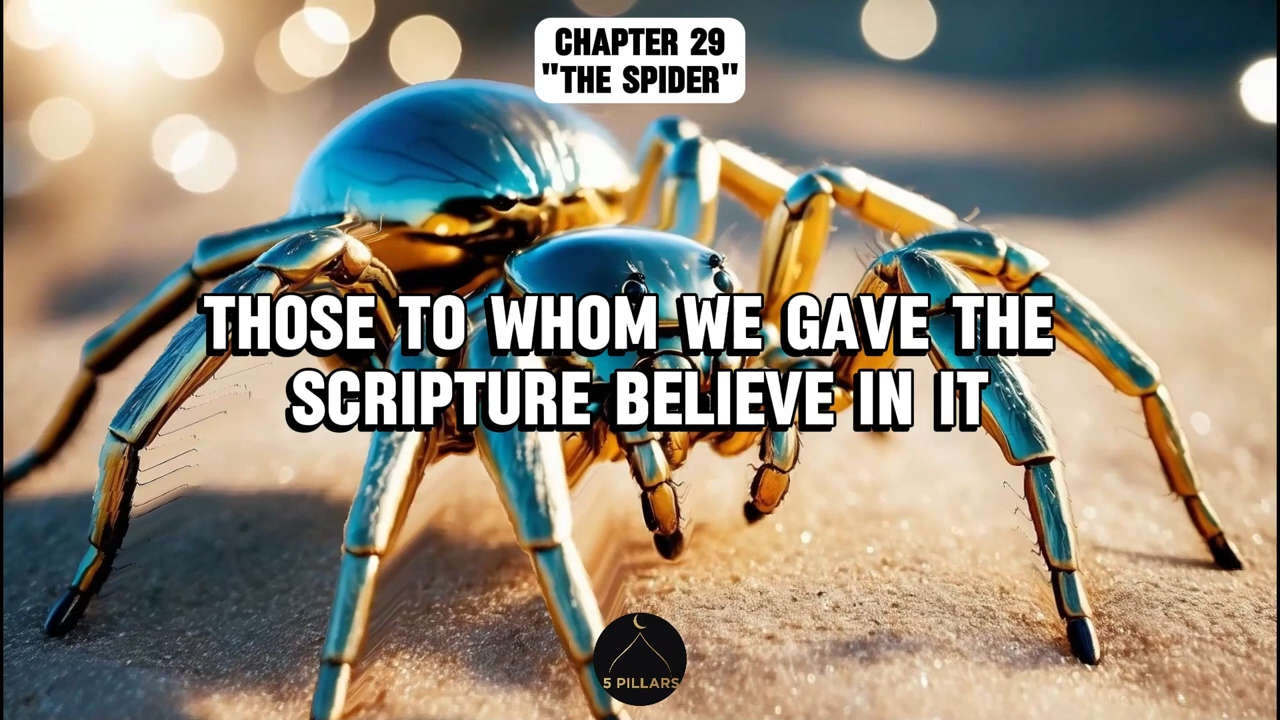 CHAPTER 29
"THE SPIDER"
THOSE TO WHOM WE GAVE THE
SCRIPTURE BELIEVE IN IT
5 PILLARS